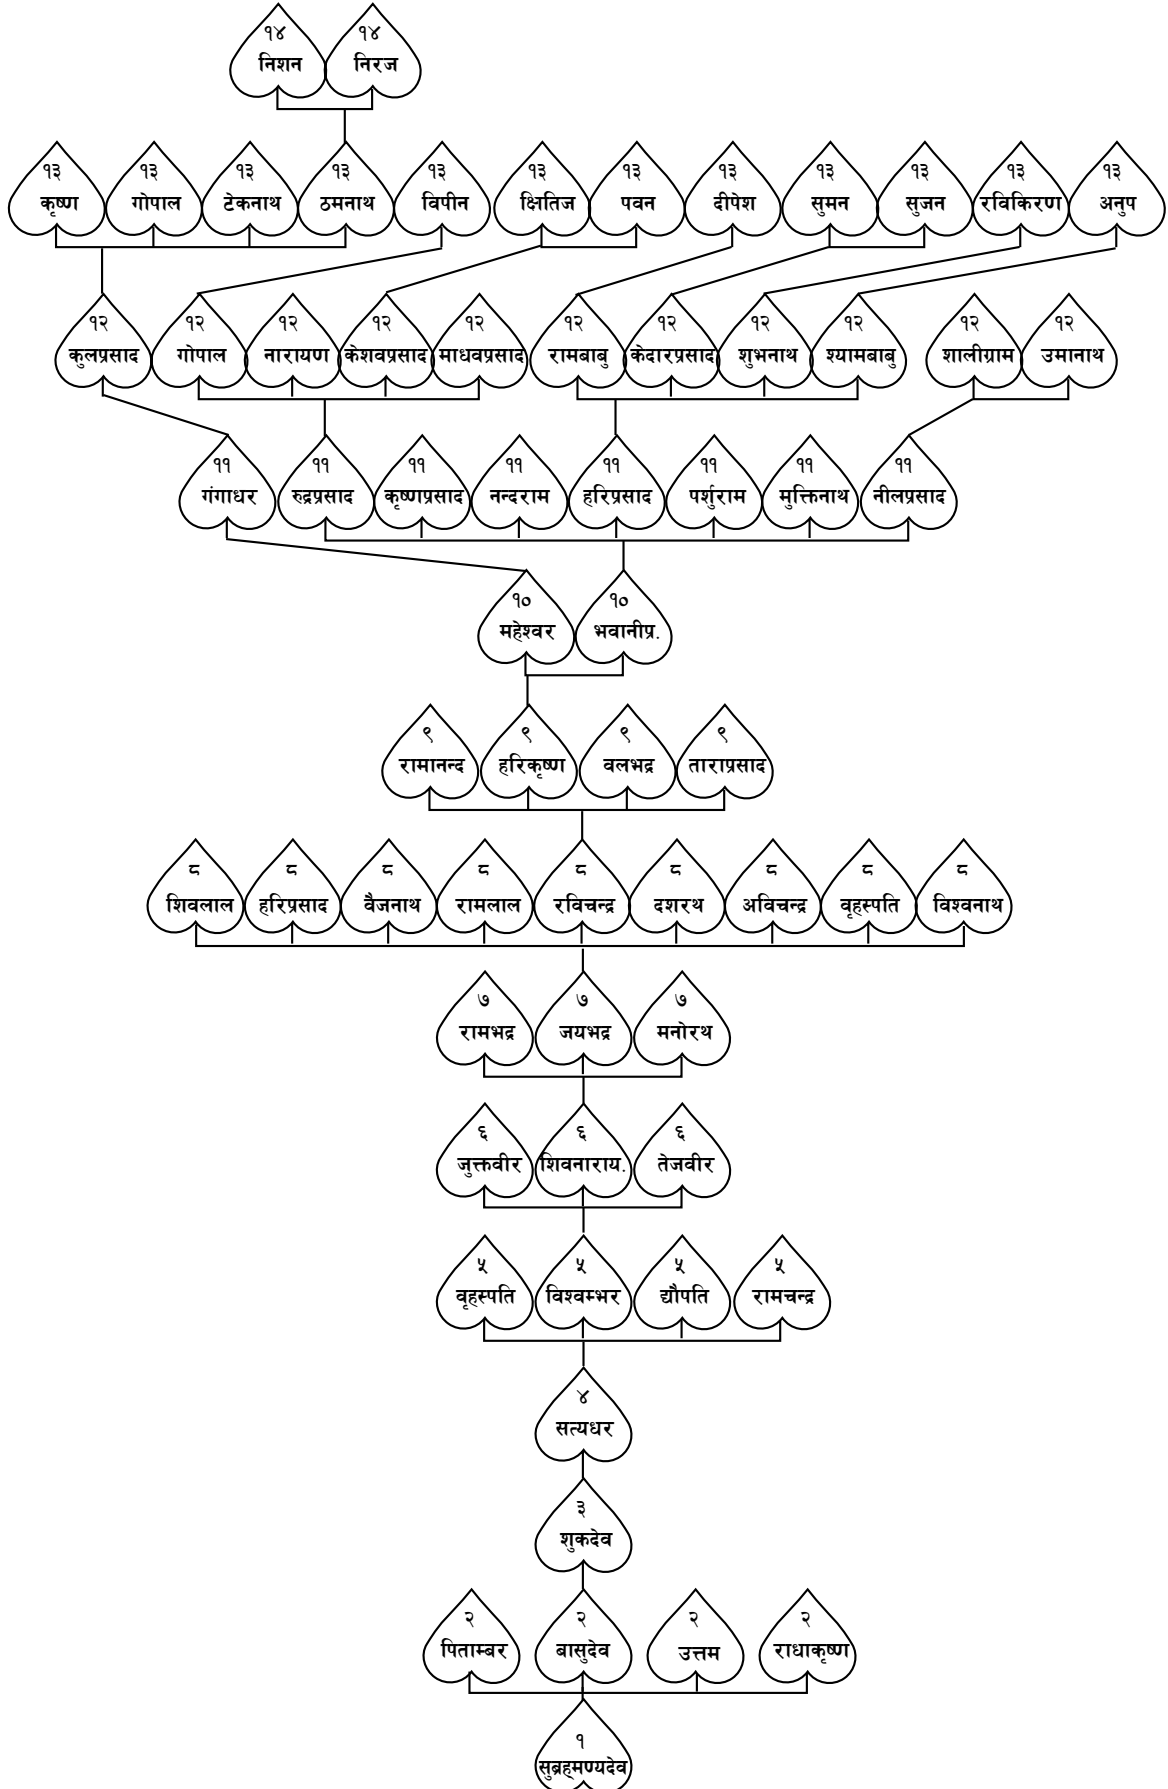 १४ १४
निशन निरज
१३ १३ १३ १३ १३ १३ १३ १३ १३ १३ १३ १३
कृष्ण गोपाल टेकनाथ ठमनाथ विपीन क्षितिज पवन दीपेश सुमन सुजन रविकिरण अनुप
१२ १२ १२ १२ १२ १२ १२ १२ १२ १२ १२
कुलप्रसाद गोपाल नारायण केशवप्रसाद माधवप्रसाद रामबाबु केदारप्रसाद शुभनाथ श्यामबाबु शालीग्राम उमानाथ
११ ११ ११ ११ ११ ११ ११ ११
गंगाधर रुद्रप्रसाद कृष्णप्रसाद नन्दराम हरिप्रसाद पर्शुराम मुक्तिनाथ नीलप्रसाद
१० १०
महेश्वर भवानीप्र.
९ ९ ९ ९
रामानन्द हरिकृष्ण वलभद्र ताराप्रसाद
८ ८ ८ ८ ८ ८ ८ ८ ८
शिवलाल हरिप्रसाद वैजनाथ रामलाल रविचन्द्र दशरथ अविचन्द्र वृहस्पति विश्वनाथ
७ ७ ७
रामभद्र जयभद्र मनोरथ
६ ६ ६
जुक्तवीर शिवनाराय. तेजवीर
५ ५ ५ ५
वृहस्पति विश्वम्भर द्यौपति रामचन्द्र
४
सत्यधर
३
शुकदेव
२ २ २ २
पिताम्बर बासुदेव उत्तम राधाकृष्ण
१
सुब्रह्मण्यदेव